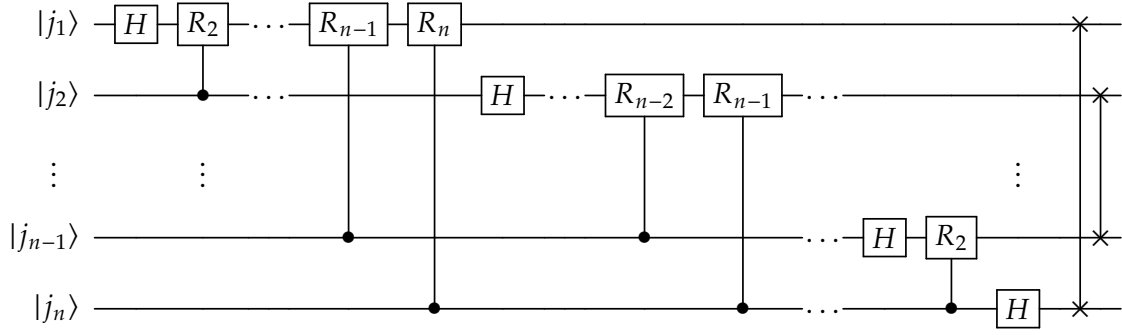 |j₁⟩ H R₂ ... Rₙ₋₁ Rₙ
|j₂⟩ ... H ... Rₙ₋₂ Rₙ₋₁ ...
⋮ ⋮ ⋮
|jₙ₋₁⟩ ... H R₂
|jₙ⟩ ... H